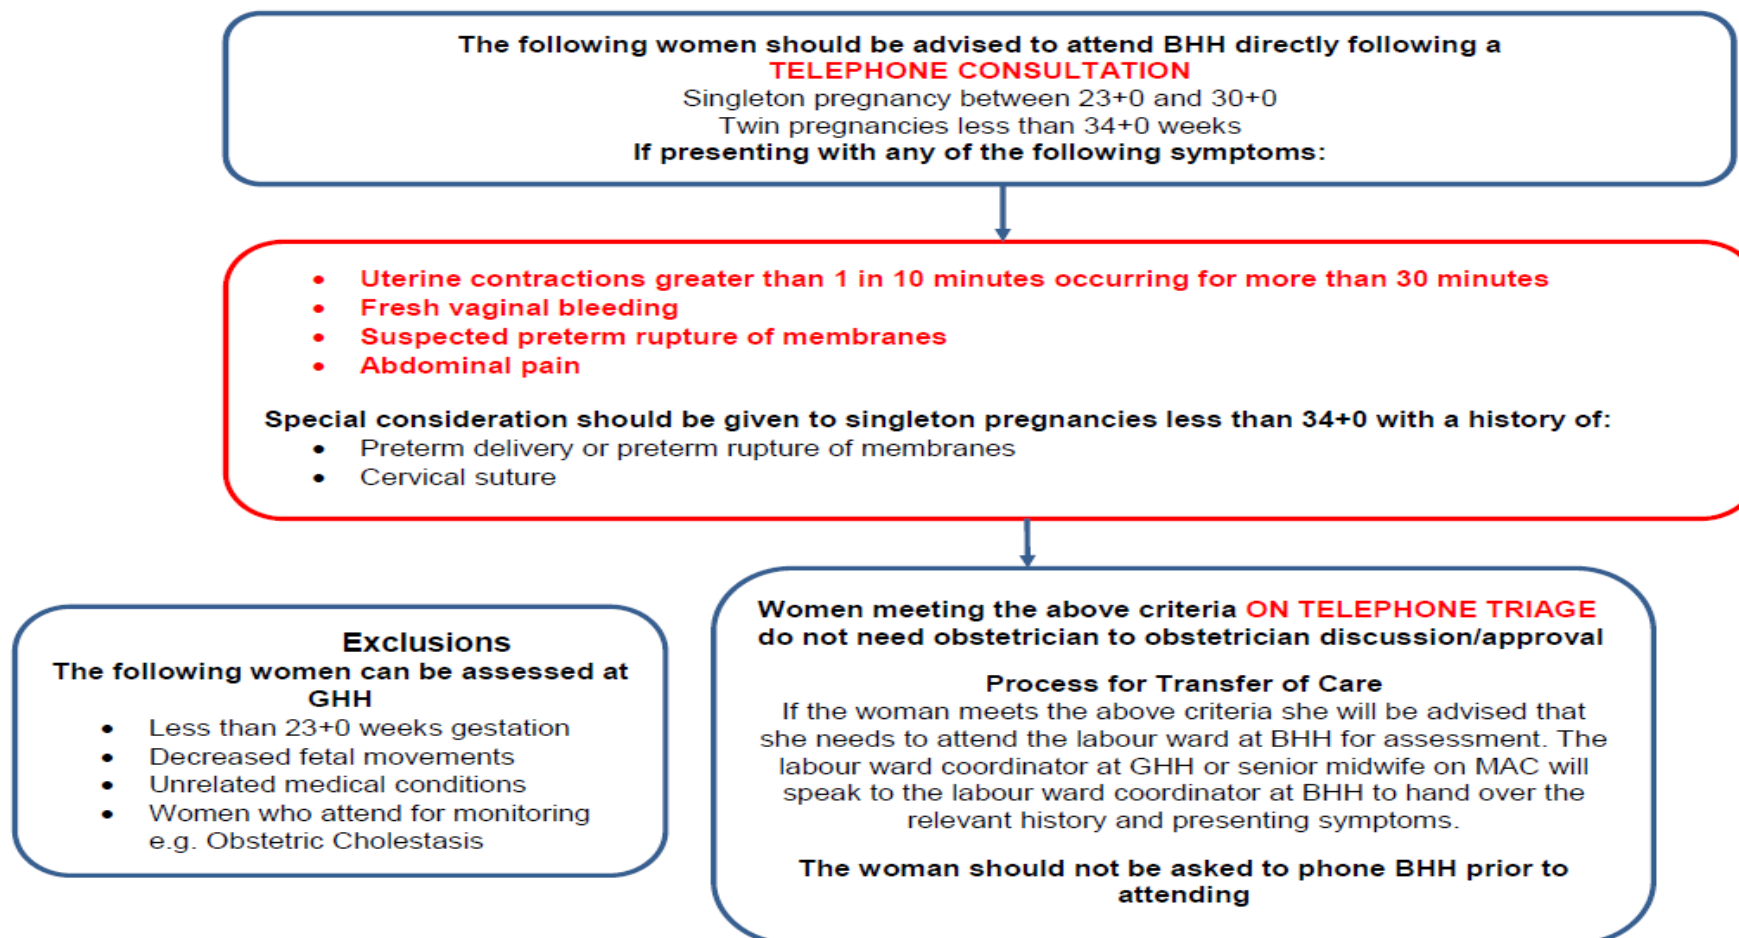 The following women should be advised to attend BHH directly following a
TELEPHONE CONSULTATION
Singleton pregnancy between 23+0 and 30+0
Twin pregnancies less than 34+0 weeks
If presenting with any of the following symptoms:
• Uterine contractions greater than 1 in 10 minutes occurring for more than 30 minutes
• Fresh vaginal bleeding
• Suspected preterm rupture of membranes
• Abdominal pain
Special consideration should be given to singleton pregnancies less than 34+0 with a history of:
• Preterm delivery or preterm rupture of membranes
• Cervical suture
Exclusions
The following women can be assessed at
GHH
• Less than 23+0 weeks gestation
• Decreased fetal movements
• Unrelated medical conditions
• Women who attend for monitoring
e.g. Obstetric Cholestasis
Women meeting the above criteria ON TELEPHONE TRIAGE
do not need obstetrician to obstetrician discussion/approval
Process for Transfer of Care
If the woman meets the above criteria she will be advised that
she needs to attend the labour ward at BHH for assessment. The
labour ward coordinator at GHH or senior midwife on MAC will
speak to the labour ward coordinator at BHH to hand over the
relevant history and presenting symptoms.
The woman should not be asked to phone BHH prior to
attending